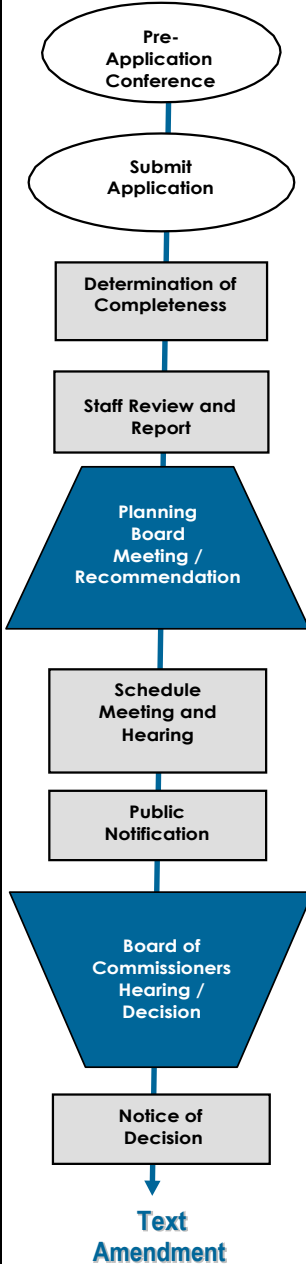 Pre-
Application
Conference
Submit
Application
Determination of
Completeness
Staff Review and
Report
Planning
Board
Meeting /
Recommendation
Schedule
Meeting and
Hearing
Public
Notification
Board of
Commissioners
Hearing /
Decision
Notice of
Decision
Text
Amendment